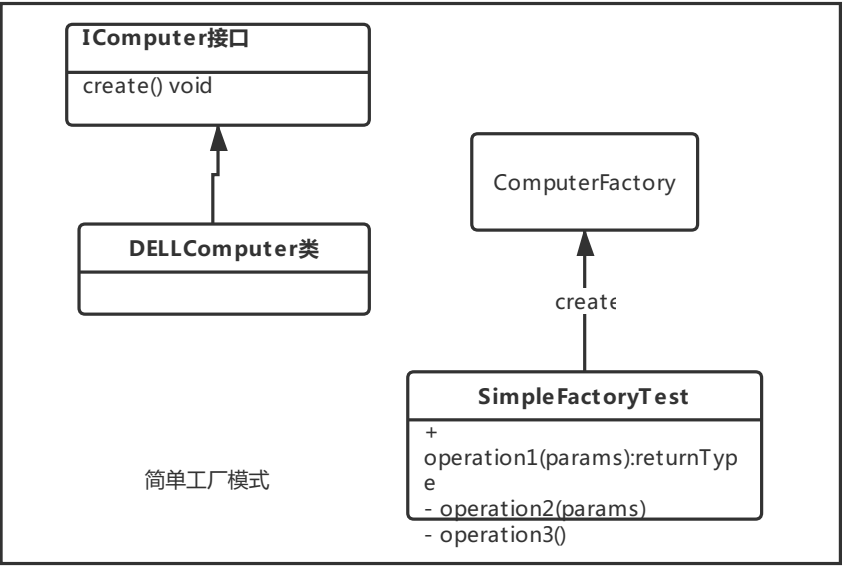 IComputer接口
create() void
ComputerFactory
DELLComputer类
create
SimpleFactoryTest
+
operation1(params):returnTyp
e
- operation2(params)
- operation3()
简单工厂模式